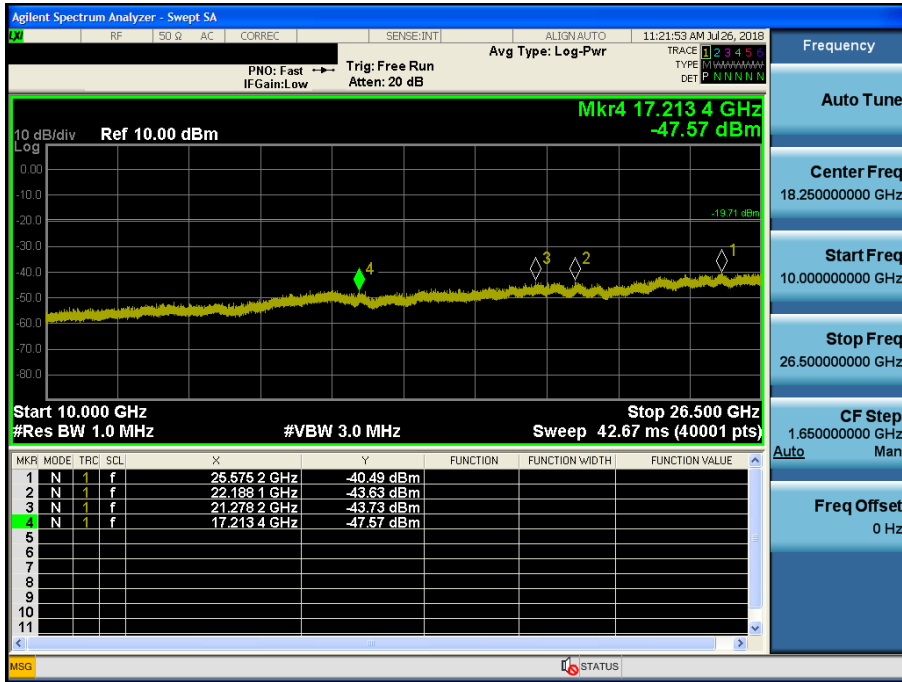 Agilent Spectrum Analyzer - Swept SA
LXI RF 50 Ω AC CORREC SENSE:INT ALIGNAUTO 11:21:53 AM Jul 26, 2018
Frequency
Avg Type: Log-Pwr
TRACE 1 2 3 4 5 6
PNO: Fast Trig: Free Run
TYPE M WWWWW
IFGain:Low Atten: 20 dB
DET P N N N N N
Auto Tune
Mkr4 17.213 4 GHz
-47.57 dBm
10 dB/div Ref 10.00 dBm
Log
0.00
-10.0
-20.0
-30.0
-40.0
-50.0
-60.0
-70.0
-80.0
-19.71 dBm
4
3
2
1
Center Freq
18.250000000 GHz
Start Freq
10.000000000 GHz
Stop Freq
26.500000000 GHz
Start 10.000 GHz Stop 26.500 GHz
#Res BW 1.0 MHz #VBW 3.0 MHz Sweep 42.67 ms (40001 pts)
CF Step
1.650000000 GHz
Auto Man
MKR MODE TRC SCL X Y FUNCTION FUNCTION WIDTH FUNCTION VALUE
1 N 1 f 25.575 2 GHz -40.49 dBm
2 N 1 f 22.188 1 GHz -43.63 dBm
3 N 1 f 21.278 2 GHz -43.73 dBm
4 N 1 f 17.213 4 GHz -47.57 dBm
5
6
7
8
9
10
11
Freq Offset
0 Hz
MSG STATUS